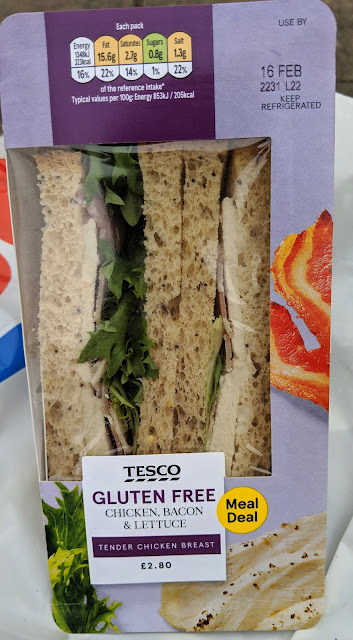 Each pack
Energy
1348kJ
323kcal
16%
Fat
15.6g
22%
Saturates
2.7g
14%
Sugars
0.8g
1%
Salt
1.3g
22%
of the reference intake*
Typical values per 100g: Energy 853kJ / 205kcal
USE BY
16 FEB
2231 L22
KEEP
REFRIGERATED
TESCO
GLUTEN FREE
CHICKEN, BACON
& LETTUCE
TENDER CHICKEN BREAST
£2.80
Meal
Deal